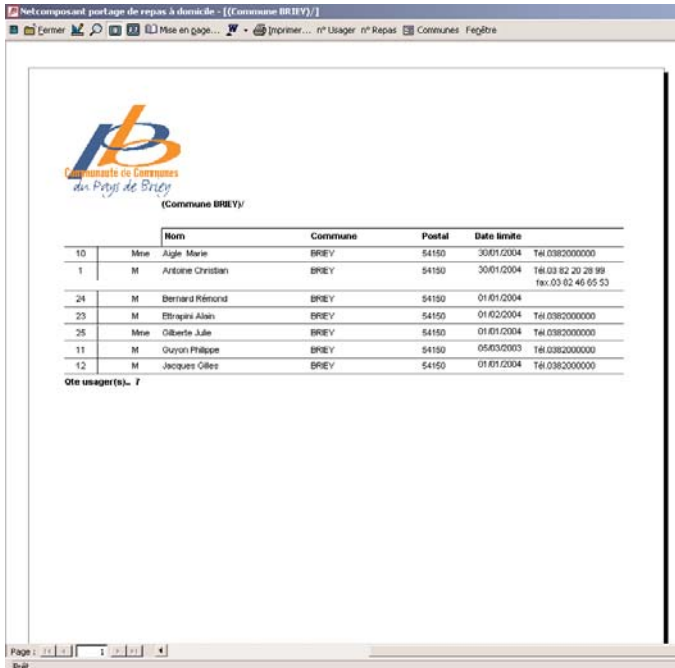 Netcomposant portage de repas à domicile - [(Commune BRIEY)/]
Fermer Mise en page... W Imprimer... n° Usager n° Repas Communes Fenêtre
pb
Communauté de Communes
du Pays de Briey
(Commune BRIEY)/
Nom Commune Postal Date limite
10 Mme Aigle Marie BRIEY 54150 30/01/2004 Tél.0382000000
1 M Antoine Christian BRIEY 54150 30/01/2004 Tél.03 82 20 28 99
fax.03 02 46 65 53
24 M Bernard Rémond BRIEY 54150 01/01/2004
23 M Ettrapini Alain BRIEY 54150 01/02/2004 Tél.0382000000
25 Mme Gilberte Julie BRIEY 54150 01/01/2004 Tél.0382000000
11 M Guyon Philippe BRIEY 54150 05/03/2003 Tél.0382000000
12 M Jacques Gilles BRIEY 54150 01/01/2004 Tél.0382000000
Qte usager(s).. 7
Page : 1
Prêt